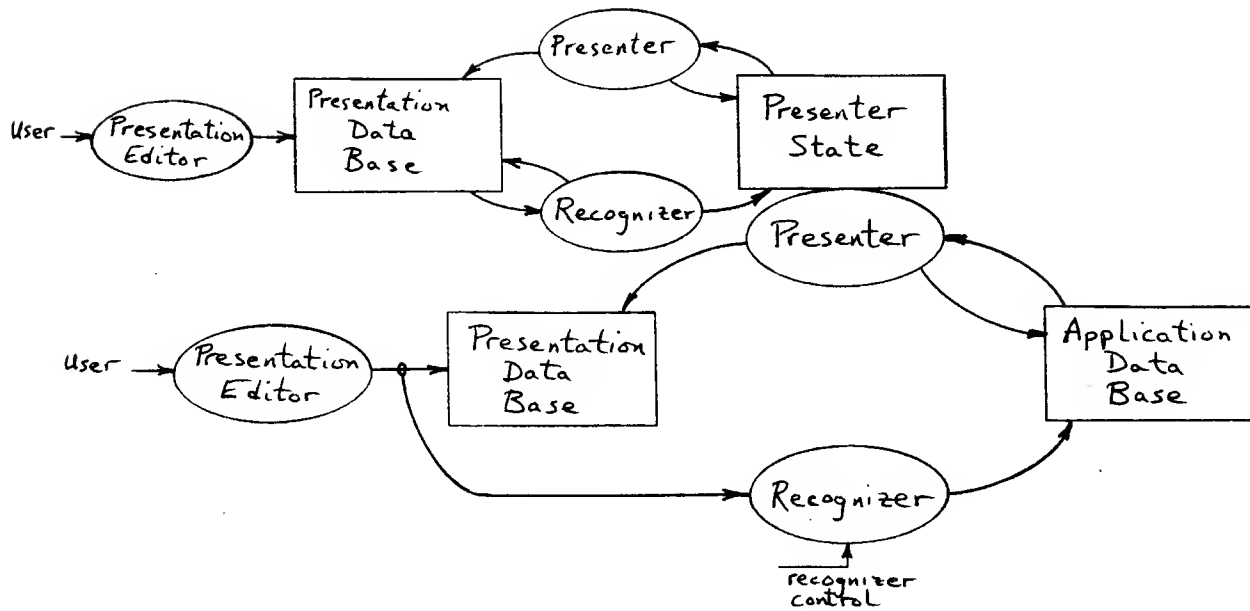 Presenter
Presentation
Data
Base
Presenter
State
User
Presentation
Editor
Recognizer
Presenter
User
Presentation
Editor
Presentation
Data
Base
Application
Data
Base
Recognizer
recognizer
control